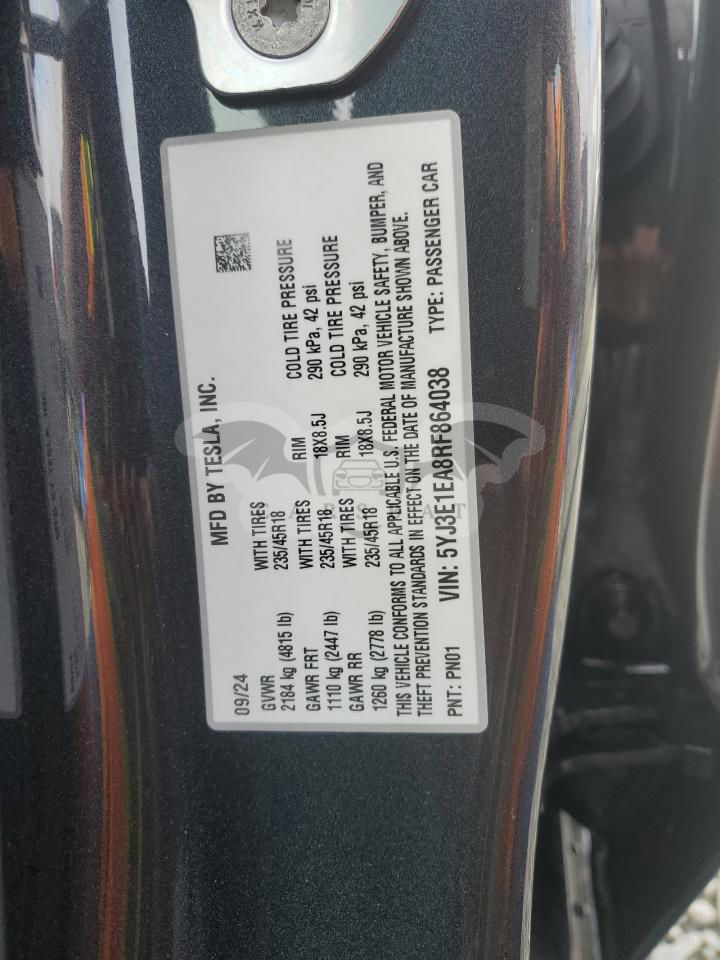 MFD BY TESLA, INC.
09/24
GVWR WITH TIRES COLD TIRE PRESSURE
2184 kg (4815 lb) 235/45R18 RIM 290 kPa, 42 psi
GAWR FRT WITH TIRES 18X8.5J COLD TIRE PRESSURE
1110 kg (2447 lb) 235/45R18 RIM 290 kPa, 42 psi
GAWR RR WITH TIRES 18X8.5J
1260 kg (2778 lb) 235/45R18
THIS VEHICLE CONFORMS TO ALL APPLICABLE U.S. FEDERAL MOTOR VEHICLE SAFETY, BUMPER, AND
THEFT PREVENTION STANDARDS IN EFFECT ON THE DATE OF MANUFACTURE SHOWN ABOVE.
PNT: PN01 VIN: 5YJ3E1EA8RF864038 TYPE: PASSENGER CAR